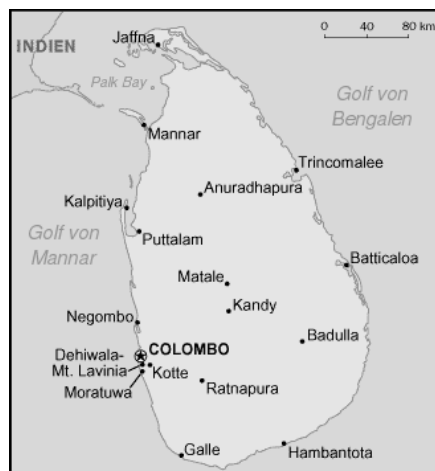 INDIEN
Jaffna
0 40 80 km
Palk Bay
Golf von
Bengalen
Mannar
Trincomalee
Anuradhapura
Kalpitiya
Golf von
Mannar
Puttalam
Batticaloa
Matale
Kandy
Negombo
Badulla
COLOMBO
Dehiwala-
Mt. Lavinia
Kotte
Moratuwa
Ratnapura
Galle
Hambantota